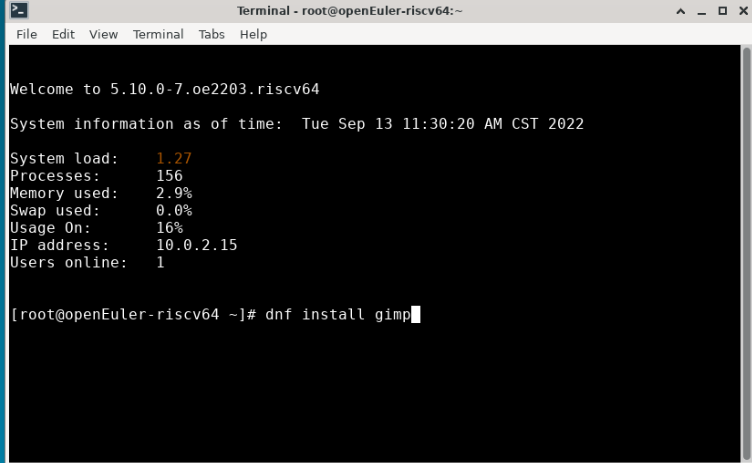 Terminal - root@openEuler-riscv64:~
File Edit View Terminal Tabs Help
Welcome to 5.10.0-7.oe2203.riscv64
System information as of time:  Tue Sep 13 11:30:20 AM CST 2022
System load:    1.27
Processes:      156
Memory used:    2.9%
Swap used:      0.0%
Usage On:       16%
IP address:     10.0.2.15
Users online:   1
[root@openEuler-riscv64 ~]# dnf install gimp